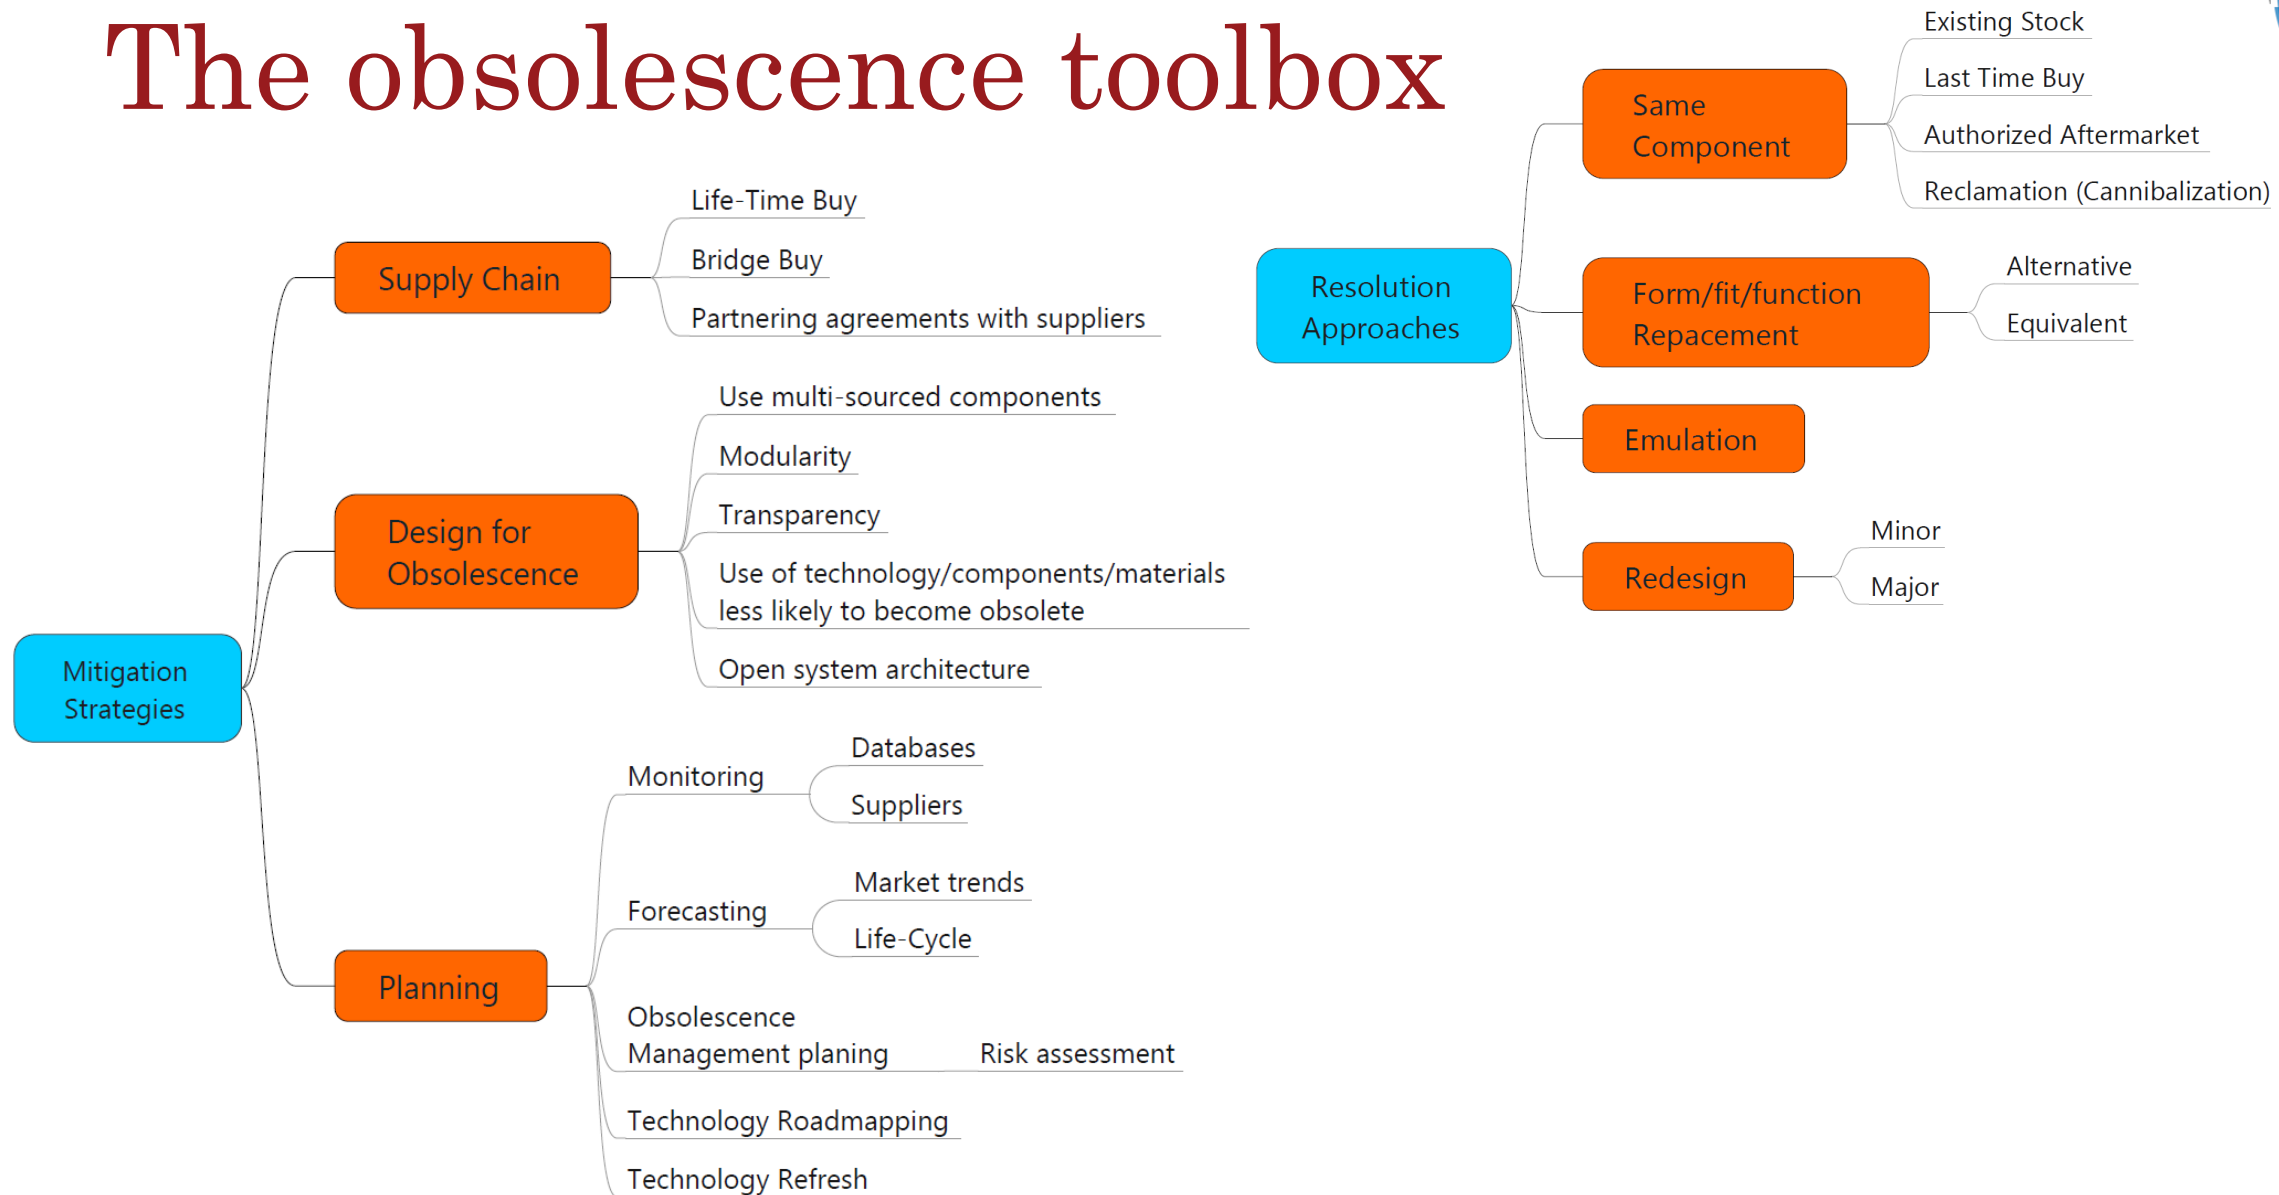 The obsolescence toolbox
Mitigation
Strategies
Supply Chain
Life-Time Buy
Bridge Buy
Partnering agreements with suppliers
Design for
Obsolescence
Use multi-sourced components
Modularity
Transparency
Use of technology/components/materials
less likely to become obsolete
Open system architecture
Planning
Monitoring
Databases
Suppliers
Forecasting
Market trends
Life-Cycle
Obsolescence
Management planing
Risk assessment
Technology Roadmapping
Technology Refresh
Resolution
Approaches
Same
Component
Existing Stock
Last Time Buy
Authorized Aftermarket
Reclamation (Cannibalization)
Form/fit/function
Repacement
Alternative
Equivalent
Emulation
Redesign
Minor
Major